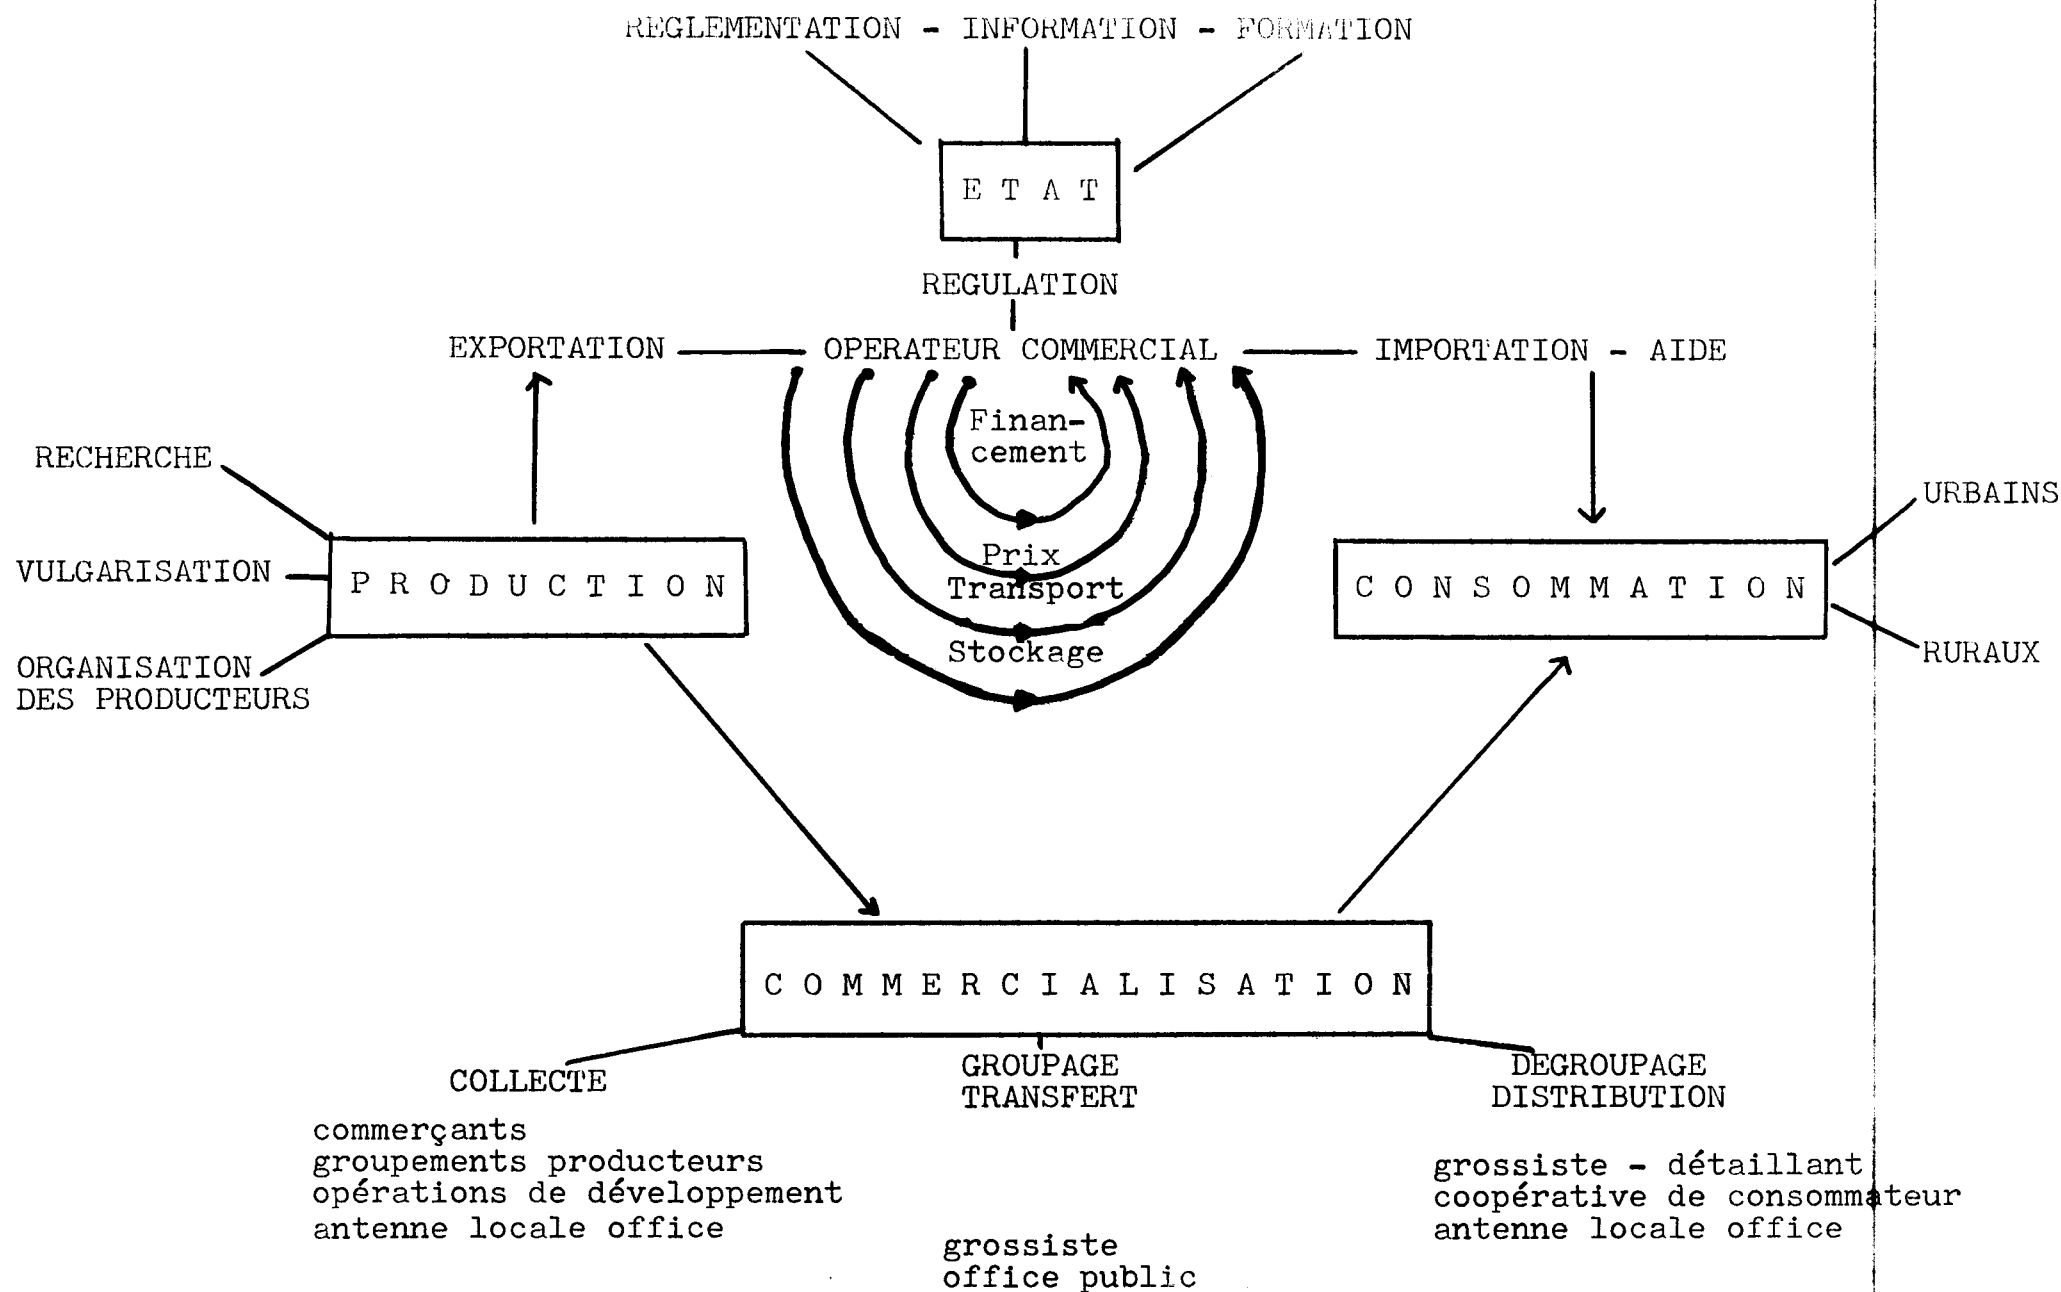 REGLEMENTATION - INFORMATION - FORMATION
E T A T
REGULATION
EXPORTATION
OPERATEUR COMMERCIAL
IMPORTATION - AIDE
Finan-
cement
RECHERCHE
URBAINS
Prix
VULGARISATION
P R O D U C T I O N
Transport
C O N S O M M A T I O N
Stockage
RURAUX
ORGANISATION
DES PRODUCTEURS
C O M M E R C I A L I S A T I O N
COLLECTE
commerçants
groupements producteurs
opérations de développement
antenne locale office
GROUPAGE
TRANSFERT
grossiste
office public
DEGROUPAGE
DISTRIBUTION
grossiste - détaillant
coopérative de consommateur
antenne locale office